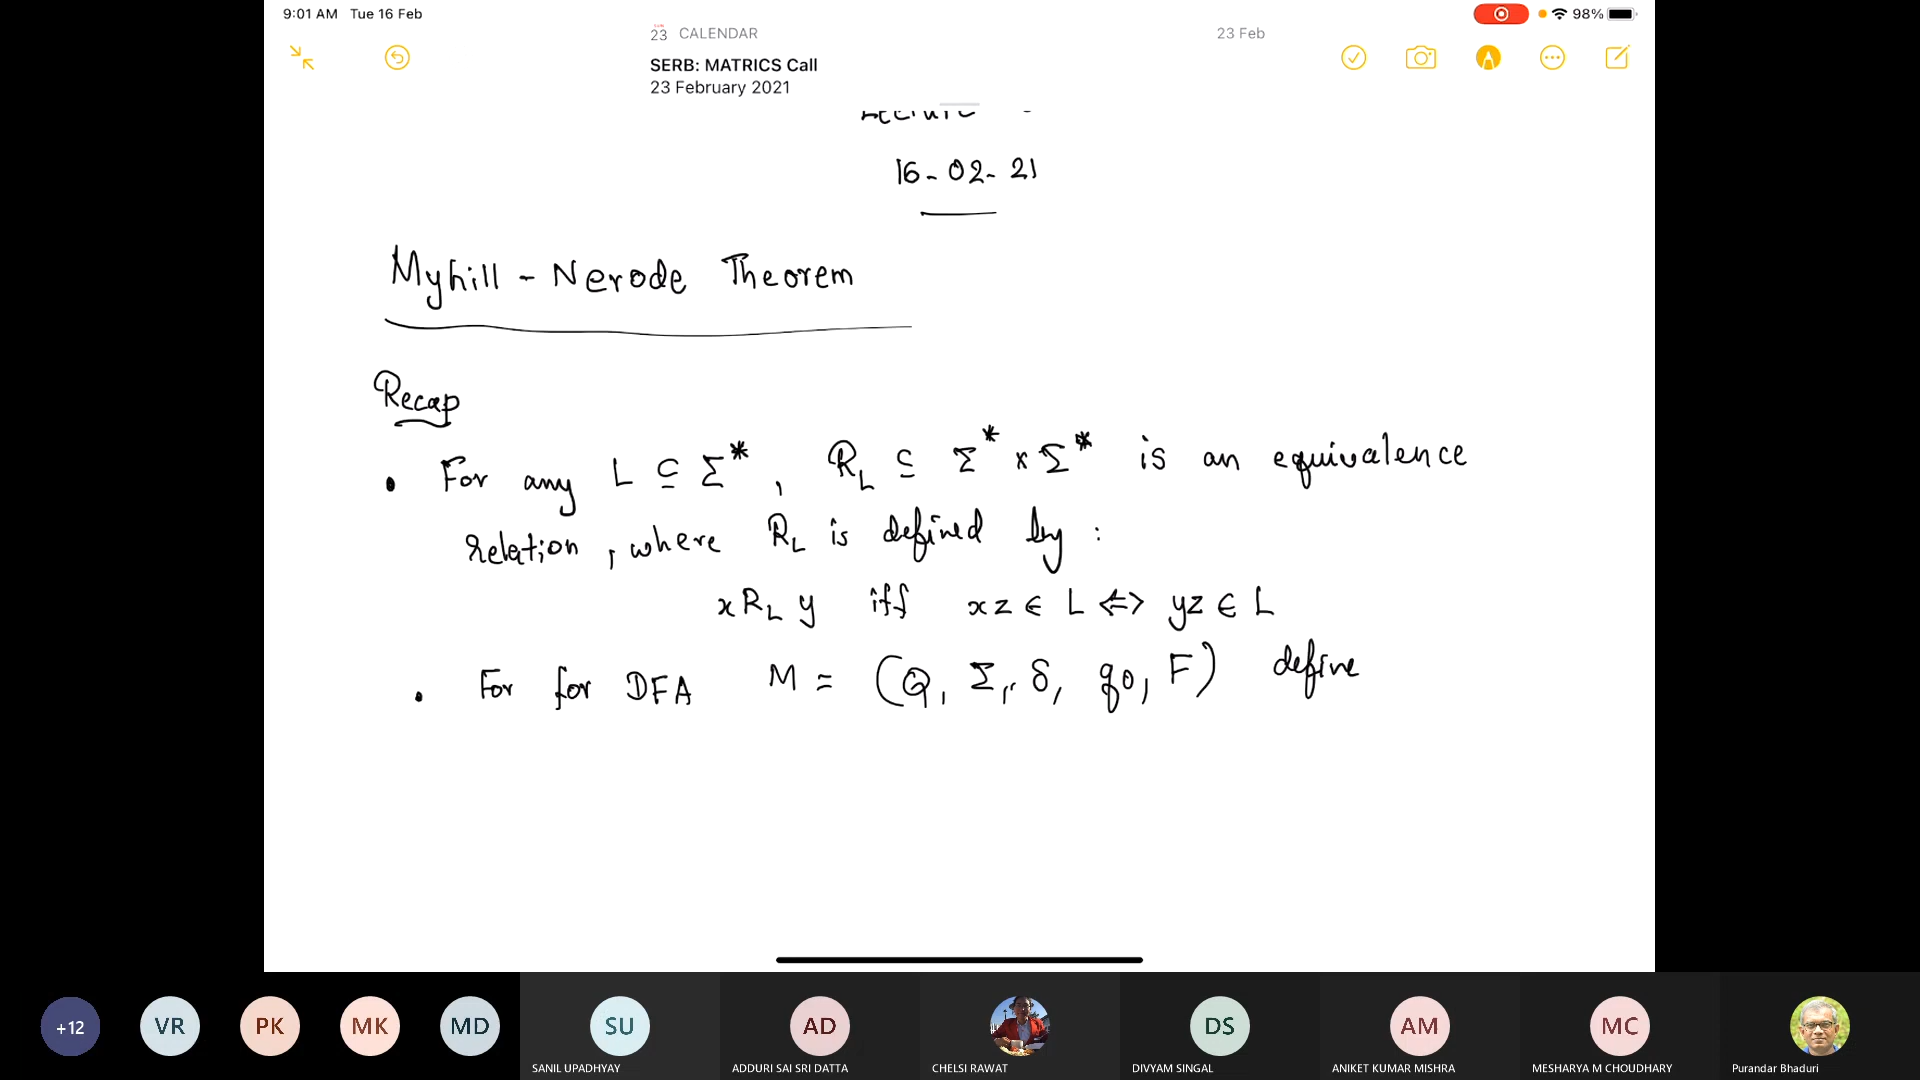 9:01 AM Tue 16 Feb
98%
23 CALENDAR
23 Feb
SERB: MATRICS Call
23 February 2021
16-02-21
Myhill-Nerode Theorem
Recap
• For any L ⊆ Σ*, R_L ⊆ Σ* × Σ* is an equivalence
relation, where R_L is defined by:
x R_L y iff xz ∈ L ⇔ yz ∈ L
• For for DFA M = (Q, Σ, δ, q0, F) define
+12
VR
PK
MK
MD
SU
AD
DS
AM
MC
SANIL UPADHYAY
ADDURI SAI SRI DATTA
CHELSI RAWAT
DIVYAM SINGAL
ANIKET KUMAR MISHRA
MESHARYA M CHOUDHARY
Purandar Bhaduri